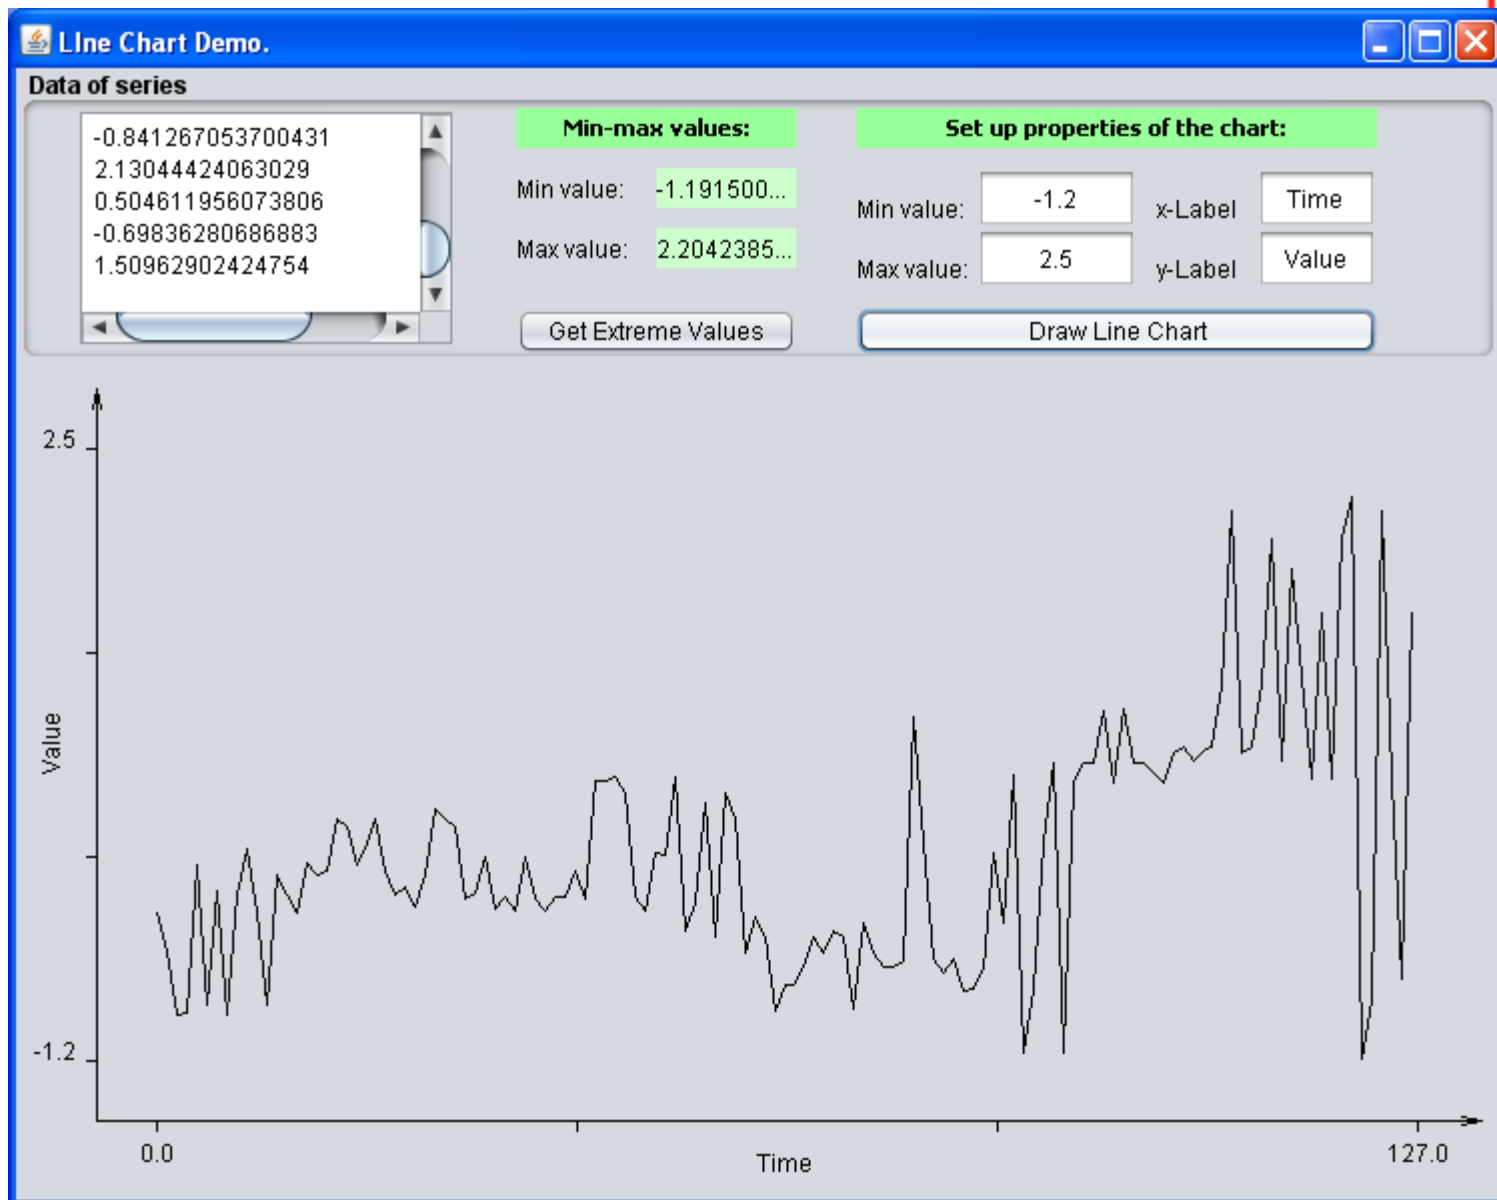 LIne Chart Demo.
Data of series
-0.841267053700431
2.13044424063029
0.504611956073806
-0.69836280686883
1.50962902424754
Min-max values:
Min value: -1.191500...
Max value: 2.2042385...
Get Extreme Values
Set up properties of the chart:
Min value: -1.2 x-Label Time
Max value: 2.5 y-Label Value
Draw Line Chart
2.5
Value
-1.2
0.0
Time
127.0